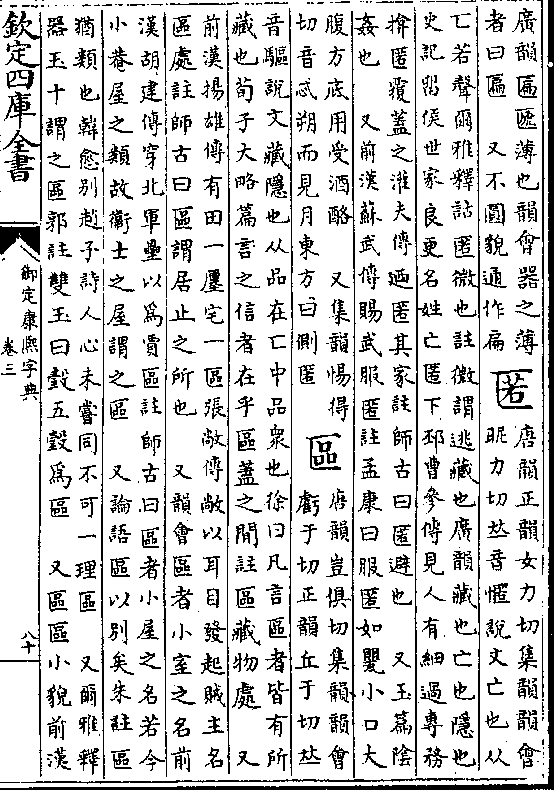 廣韻匾㔸薄也韻㑹器之薄
者曰匾 又不圓貌通作扁
匿
唐韻正韻女力切集韻韻㑹
昵力切𠀤音惗說文亡也从
匸若聲爾雅釋詁匿微也註微謂逃藏也廣韻藏也亡也隱也
史記留侯世家良更名姓亡匿下邳曹參傳見人有細過專務
揜匿覆蓋之淮夫傳廼匿其家註師古曰匿避也 又玉篇隂
姦也 又前漢蘇武傳賜武服匿註孟康曰服匿如甖小口大
腹方底用受酒酪 又集韻惕得
切音忒朔而見月東方曰側匿
區
唐韻豈俱切集韻韻㑹
虧于切正韻丘于切𠀤
音驅說文藏隱也从品在匸中品衆也徐曰凡言區者皆有所
藏也荀子大略篇言之信者在乎區蓋之閒註區藏物處 又
前漢揚雄傳有田一㕓宅一區張敞傳敞以耳目發起賊主名
區處註師古曰區謂居止之所也 又韻㑹區者小室之名前
漢胡建傳穿北軍壘以爲賈區註師古曰區者小屋之名若今
小菴屋之類故衞士之屋謂之區 又論語區以别矣朱註區
猶類也韓愈别趙子詩人心未嘗同不可一理區 又爾雅釋
器玉十謂之區郭註雙玉曰瑴五瑴爲區 又區區小貌前漢
欽定四庫全書
御定康熙字典
卷三
八十